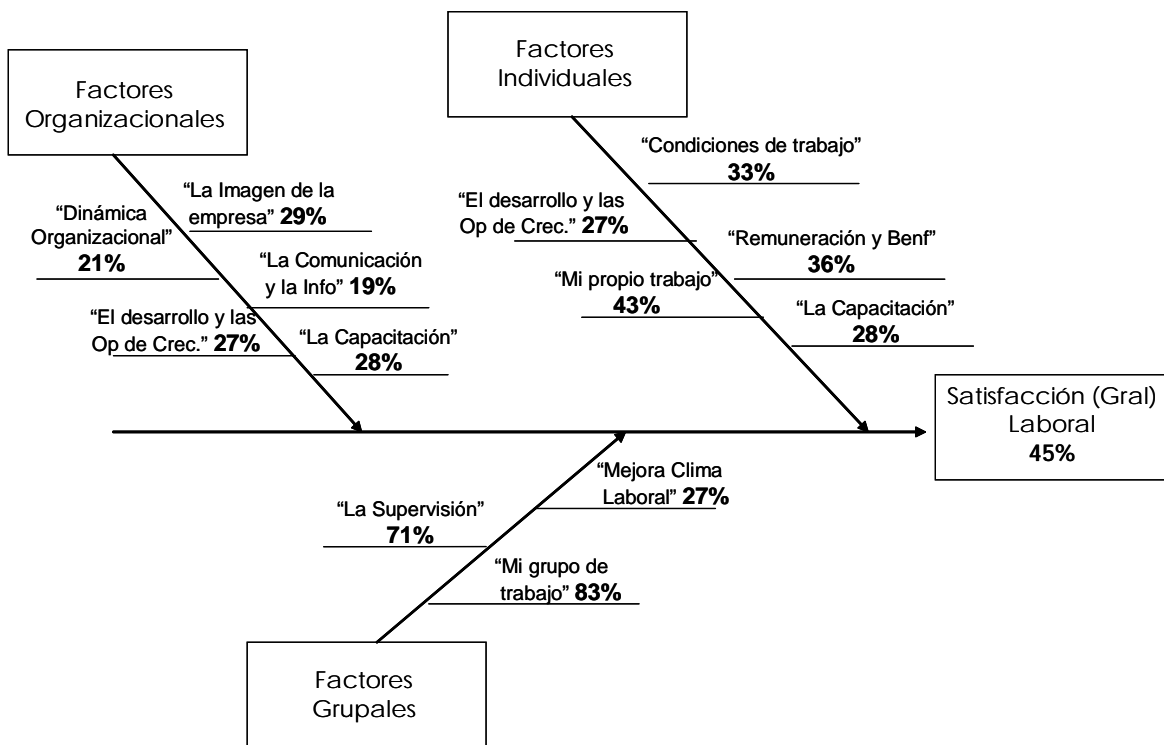 Factores
Organizacionales
Factores
Individuales
“La Imagen de la
empresa” 29%
“Dinámica
Organizacional”
21%
“La Comunicación
y la Info” 19%
“El desarrollo y las
Op de Crec.” 27%
“La Capacitación”
28%
“Condiciones de trabajo”
33%
“El desarrollo y las
Op de Crec.” 27%
“Remuneración y Benf”
36%
“Mi propio trabajo”
43%
“La Capacitación”
28%
Satisfacción (Gral)
Laboral
45%
“Mejora Clima
Laboral” 27%
“La Supervisión”
71%
“Mi grupo de
trabajo” 83%
Factores
Grupales